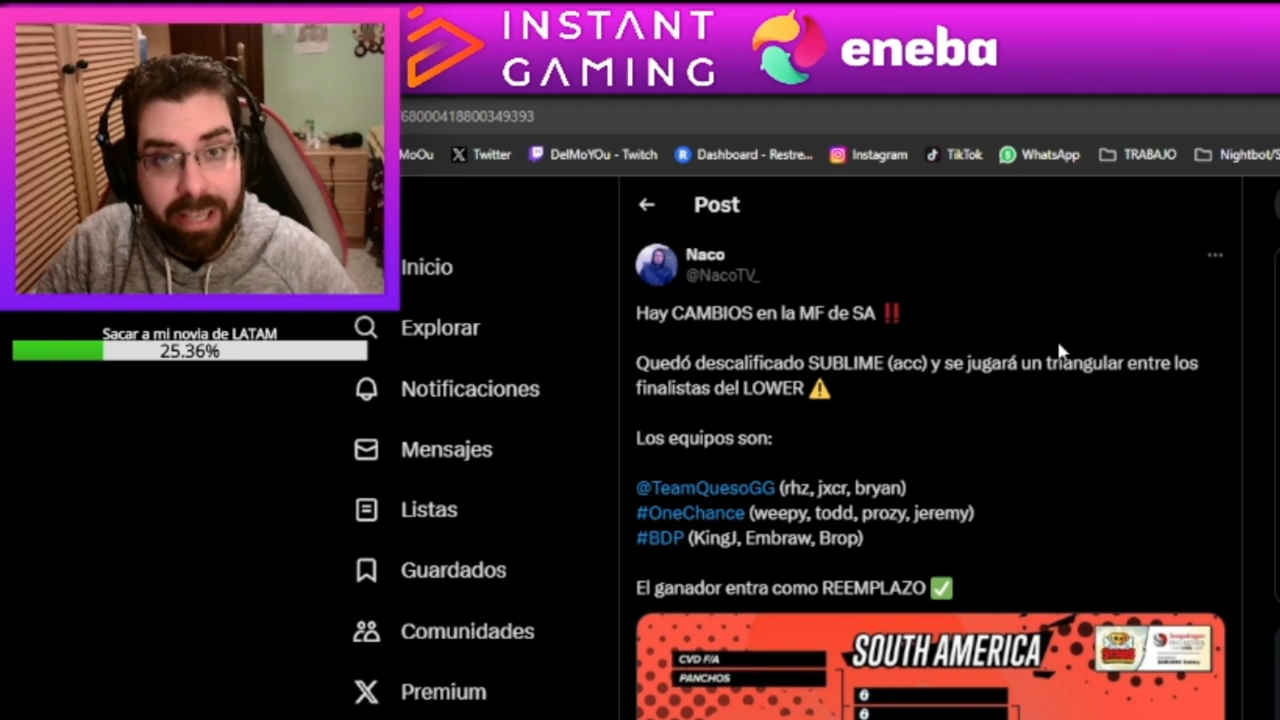 INSTANT
GAMING
eneba
68000418800349393
MoOu
Twitter
DelMoYOu - Twitch
Dashboard - Restre...
Instagram
TikTok
WhatsApp
TRABAJO
Nightbot/S
Post
Naco
@NacoTV_
Inicio
Explorar
Notificaciones
Mensajes
Listas
Guardados
Comunidades
Premium
Sacar a mi novia de LATAM
25.36%
Hay CAMBIOS en la MF de SA ‼️
Quedó descalificado SUBLIME (acc) y se jugará un triangular entre los
finalistas del LOWER ⚠️
Los equipos son:
@TeamQuesoGG (rhz, jxcr, bryan)
#OneChance (weepy, todd, prozy, jeremy)
#BDP (KingJ, Embraw, Brop)
El ganador entra como REEMPLAZO ✅
SOUTH AMERICA
CVD F/A
PANCHOS
6
6